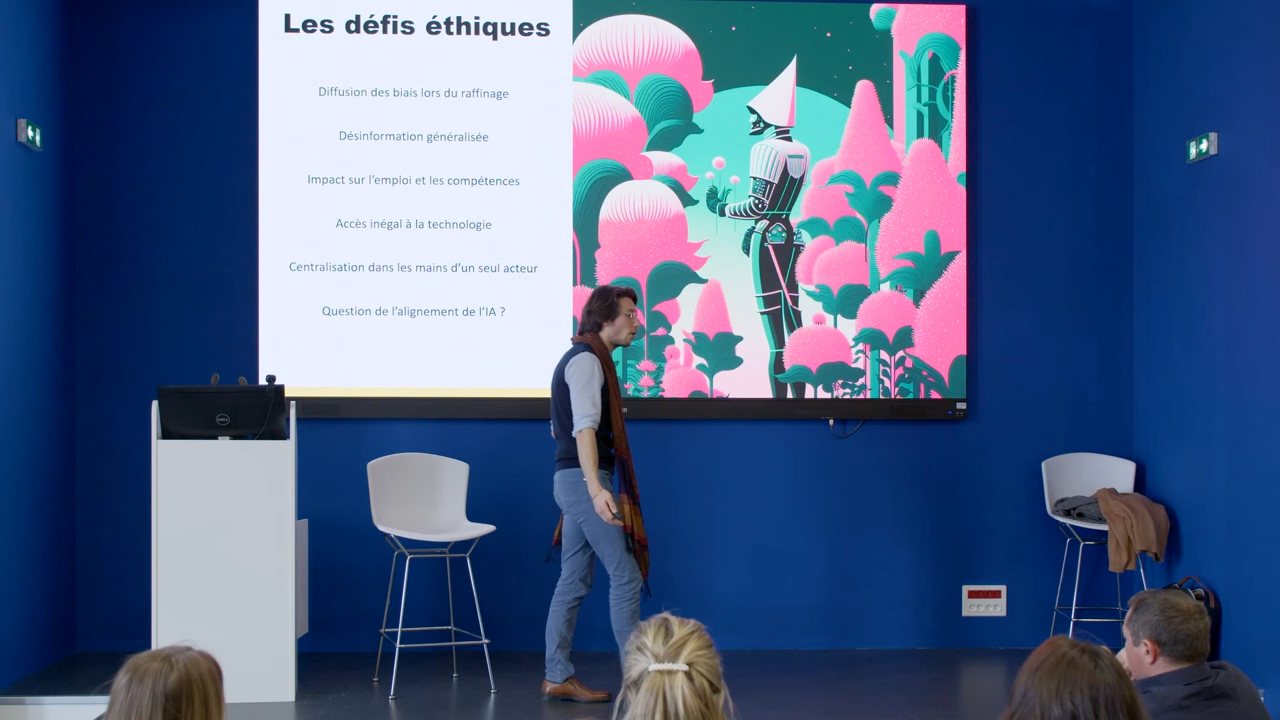 Les défis éthiques
Diffusion des biais lors du raffinage
Désinformation généralisée
Impact sur l'emploi et les compétences
Accès inégal à la technologie
Centralisation dans les mains d'un seul acteur
Question de l'alignement de l'IA ?
DELL